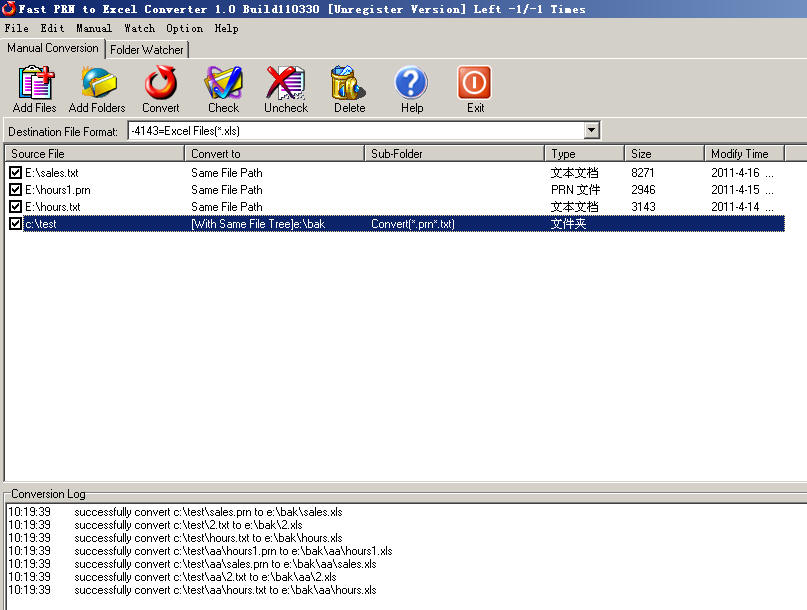 Fast PRN to Excel Converter 1.0 Build110330 [Unregister Version] Left -1/-1 Times
File Edit Manual Watch Option Help
Manual Conversion Folder Watcher
Add Files Add Folders Convert Check Uncheck Delete Help Exit
Destination File Format: -4143=Excel Files(*.xls)
Source File Convert to Sub-Folder Type Size Modify Time
E:\sales.txt Same File Path 文本文档 8271 2011-4-16 ...
E:\hours1.prn Same File Path PRN 文件 2946 2011-4-15 ...
E:\hours.txt Same File Path 文本文档 3143 2011-4-14 ...
c:\test [With Same File Tree]e:\bak Convert(*.prn*.txt) 文件夹
Conversion Log
10:19:39 successfully convert c:\test\sales.prn to e:\bak\sales.xls
10:19:39 successfully convert c:\test\2.txt to e:\bak\2.xls
10:19:39 successfully convert c:\test\hours.txt to e:\bak\hours.xls
10:19:39 successfully convert c:\test\aa\hours1.prn to e:\bak\aa\hours1.xls
10:19:39 successfully convert c:\test\aa\sales.prn to e:\bak\aa\sales.xls
10:19:39 successfully convert c:\test\aa\2.txt to e:\bak\aa\2.xls
10:19:39 successfully convert c:\test\aa\hours.txt to e:\bak\aa\hours.xls